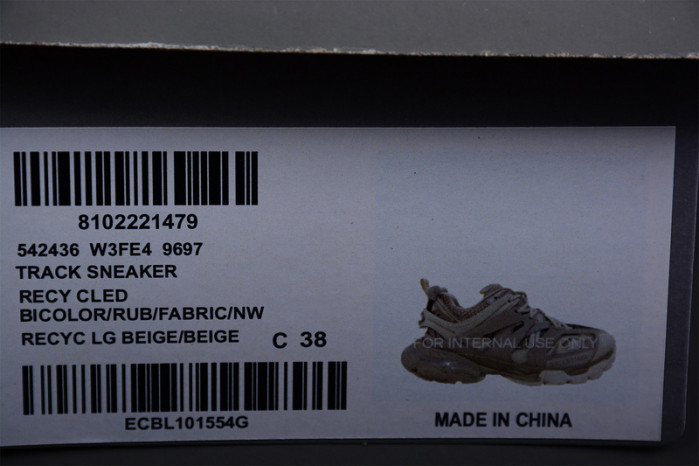 8102221479
542436 W3FE4 9697
TRACK SNEAKER
RECY CLED
BICOLOR/RUB/FABRIC/NW
RECYC LG BEIGE/BEIGE C 38
FOR INTERNAL USE ONLY
ECBL101554G
MADE IN CHINA